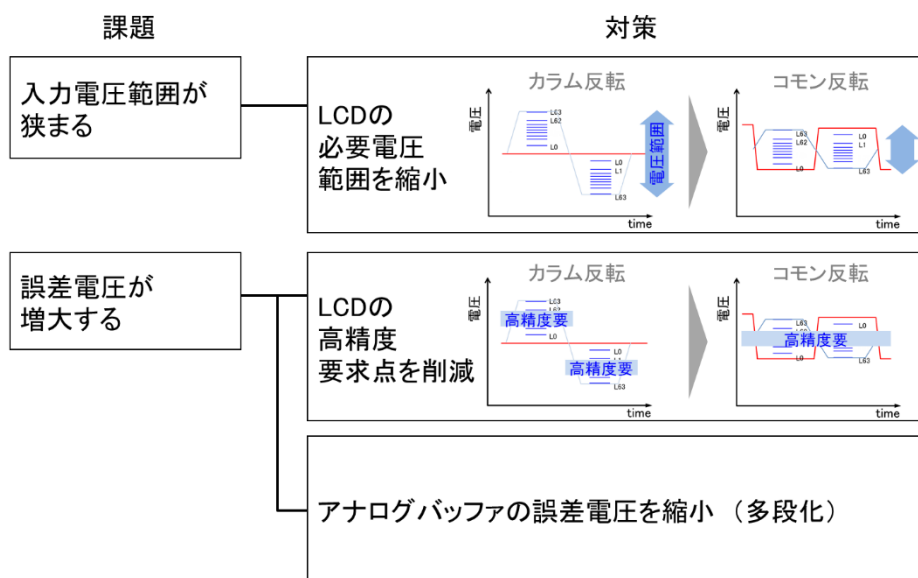 課題
対策
入力電圧範囲が
狭まる
LCDの
必要電圧
範囲を縮小
カラム反転
電圧
L63
L62
L0
L0
L1
L63
電圧範囲
time
コモン反転
電圧
L63
L62
L0
L0
L1
L63
time
誤差電圧が
増大する
LCDの
高精度
要求点を削減
カラム反転
電圧
L63
L62
高精度要
L0
L0
L1
高精度要
L63
time
コモン反転
電圧
L63
L0
高精度要
L0
L63
time
アナログバッファの誤差電圧を縮小 （多段化）